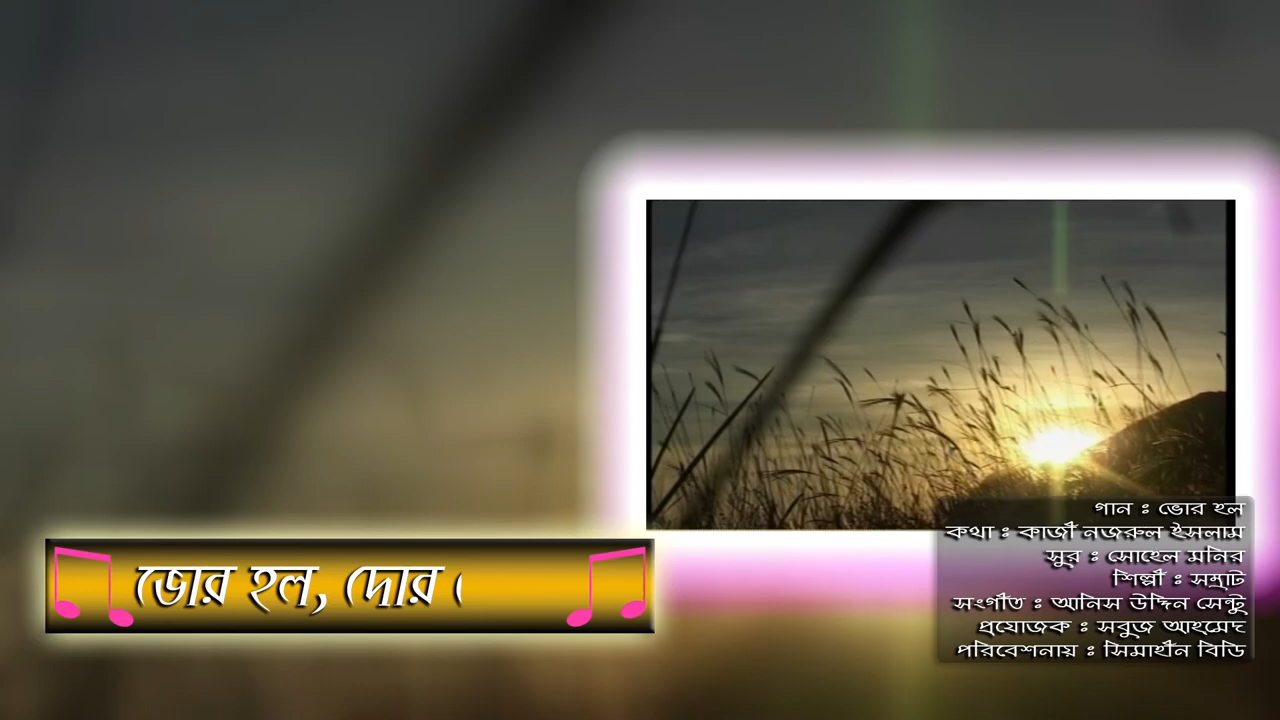 ভোর হল, দোর
গান ঃ ভোর হল
কথা ঃ কাজী নজরুল ইসলাম
সুর ঃ সোহেল মনির
শিল্পী ঃ সম্রাট
সংগীত ঃ আনিস উদ্দিন সেন্টু
প্রযোজক ঃ সবুজ আহমেদ
পরিবেশনায় ঃ সিমাহীন বিডি